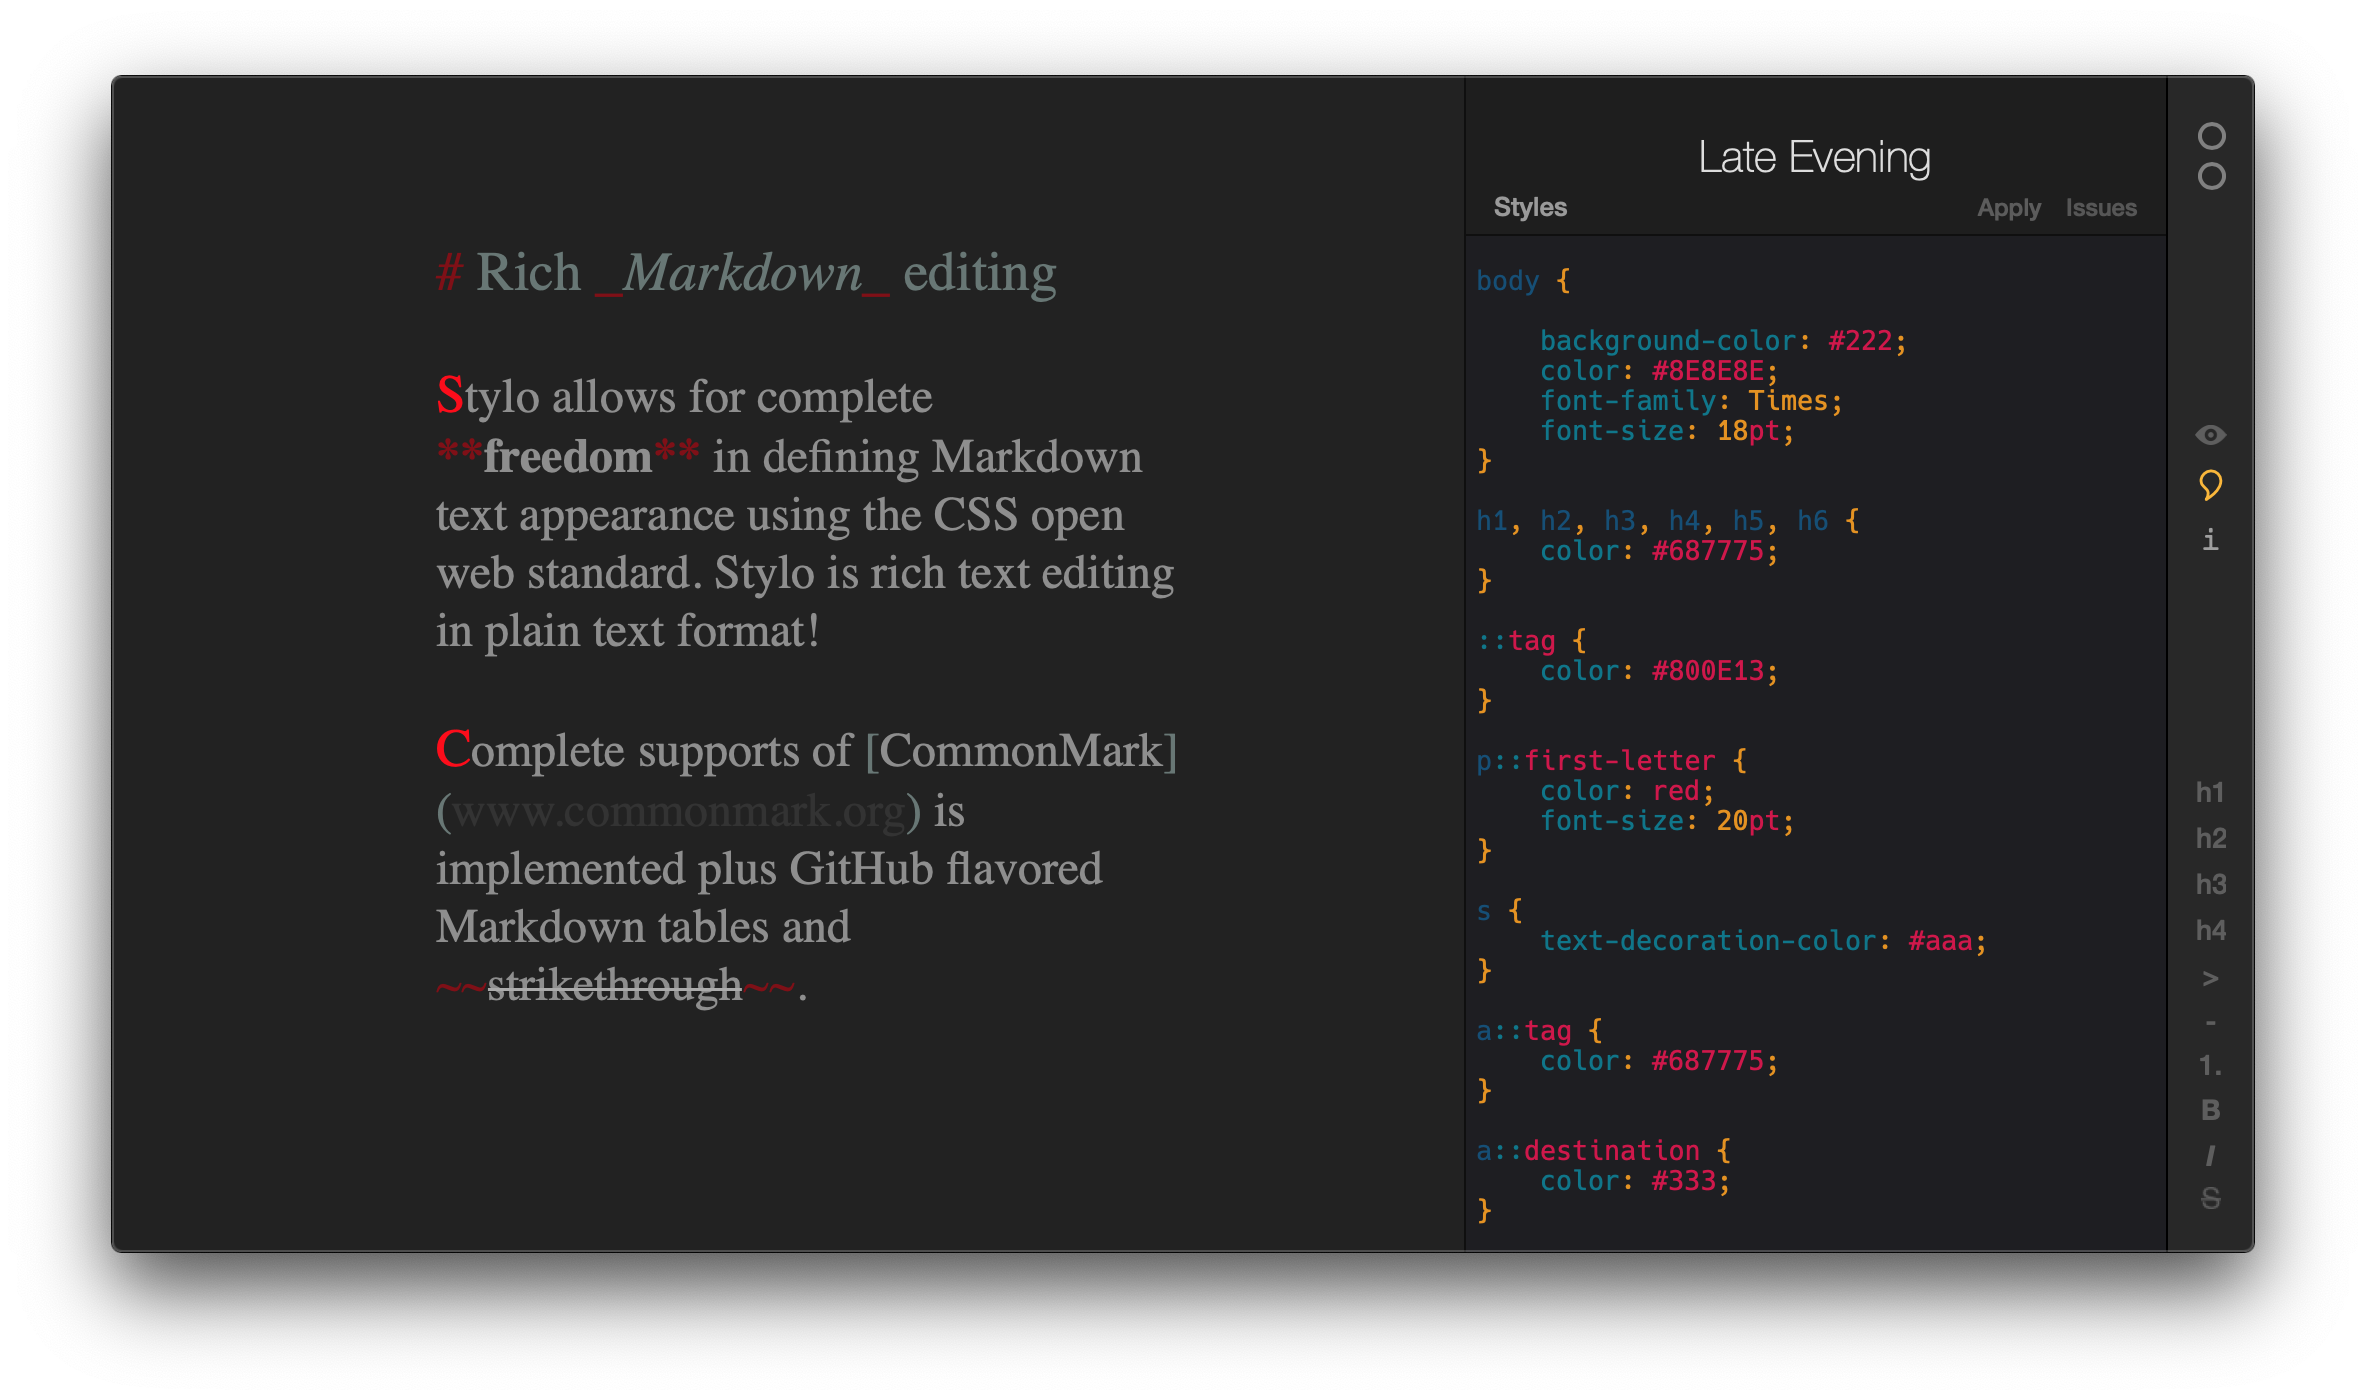 # Rich _Markdown_ editing
Stylo allows for complete
**freedom** in defining Markdown
text appearance using the CSS open
web standard. Stylo is rich text editing
in plain text format!
Complete supports of [CommonMark]
(www.commonmark.org) is
implemented plus GitHub flavored
Markdown tables and
~~strikethrough~~.
Late Evening
Styles Apply Issues
body {
background-color: #222;
color: #8E8E8E;
font-family: Times;
font-size: 18pt;
}
h1, h2, h3, h4, h5, h6 {
color: #687775;
}
::tag {
color: #800E13;
}
p::first-letter {
color: red;
font-size: 20pt;
}
s {
text-decoration-color: #aaa;
}
a::tag {
color: #687775;
}
a::destination {
color: #333;
}
i
h1
h2
h3
h4
>
-
1.
B
I
S